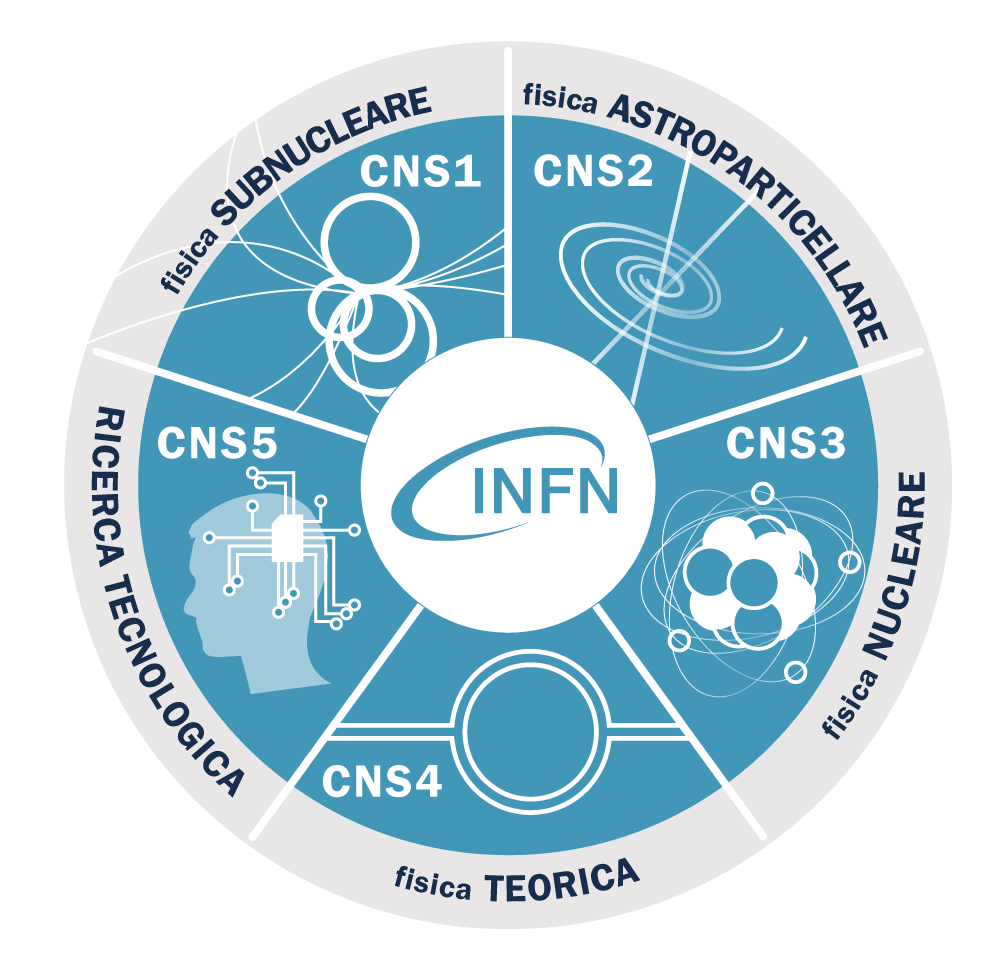 fisica SUBNUCLEARE
CNS1
fisica ASTROPARTICELLARE
CNS2
CNS3
fisica NUCLEARE
CNS4
fisica TEORICA
CNS5
RICERCA TECNOLOGICA
INFN